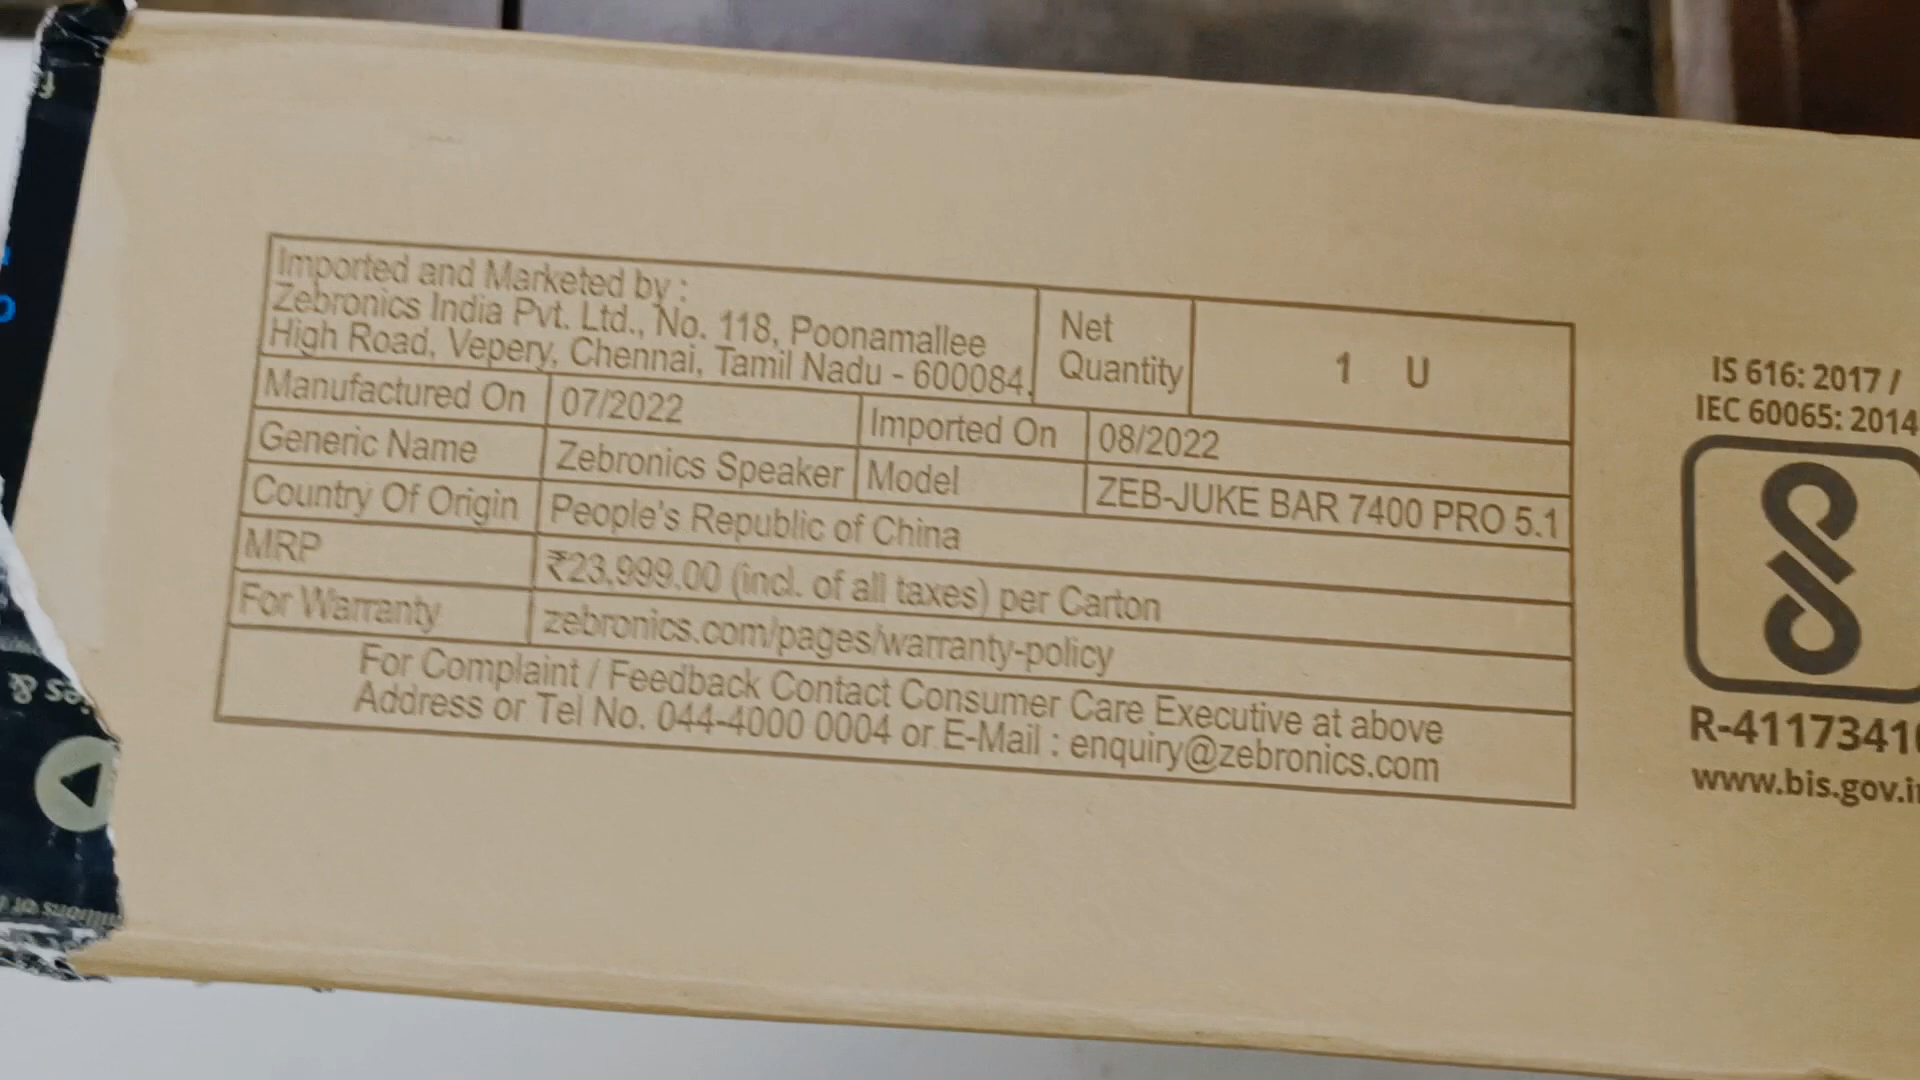 Imported and Marketed by :
Zebronics India Pvt. Ltd., No. 118, Poonamallee
High Road, Vepery, Chennai, Tamil Nadu - 600084.
Net
Quantity
1 U
Manufactured On 07/2022 Imported On 08/2022
Generic Name Zebronics Speaker Model ZEB-JUKE BAR 7400 PRO 5.1
Country Of Origin People's Republic of China
MRP ₹23,999.00 (incl. of all taxes) per Carton
For Warranty zebronics.com/pages/warranty-policy
For Complaint / Feedback Contact Consumer Care Executive at above
Address or Tel No. 044-4000 0004 or E-Mail : enquiry@zebronics.com
IS 616: 2017 /
IEC 60065: 2014
R-4117341
www.bis.gov.i